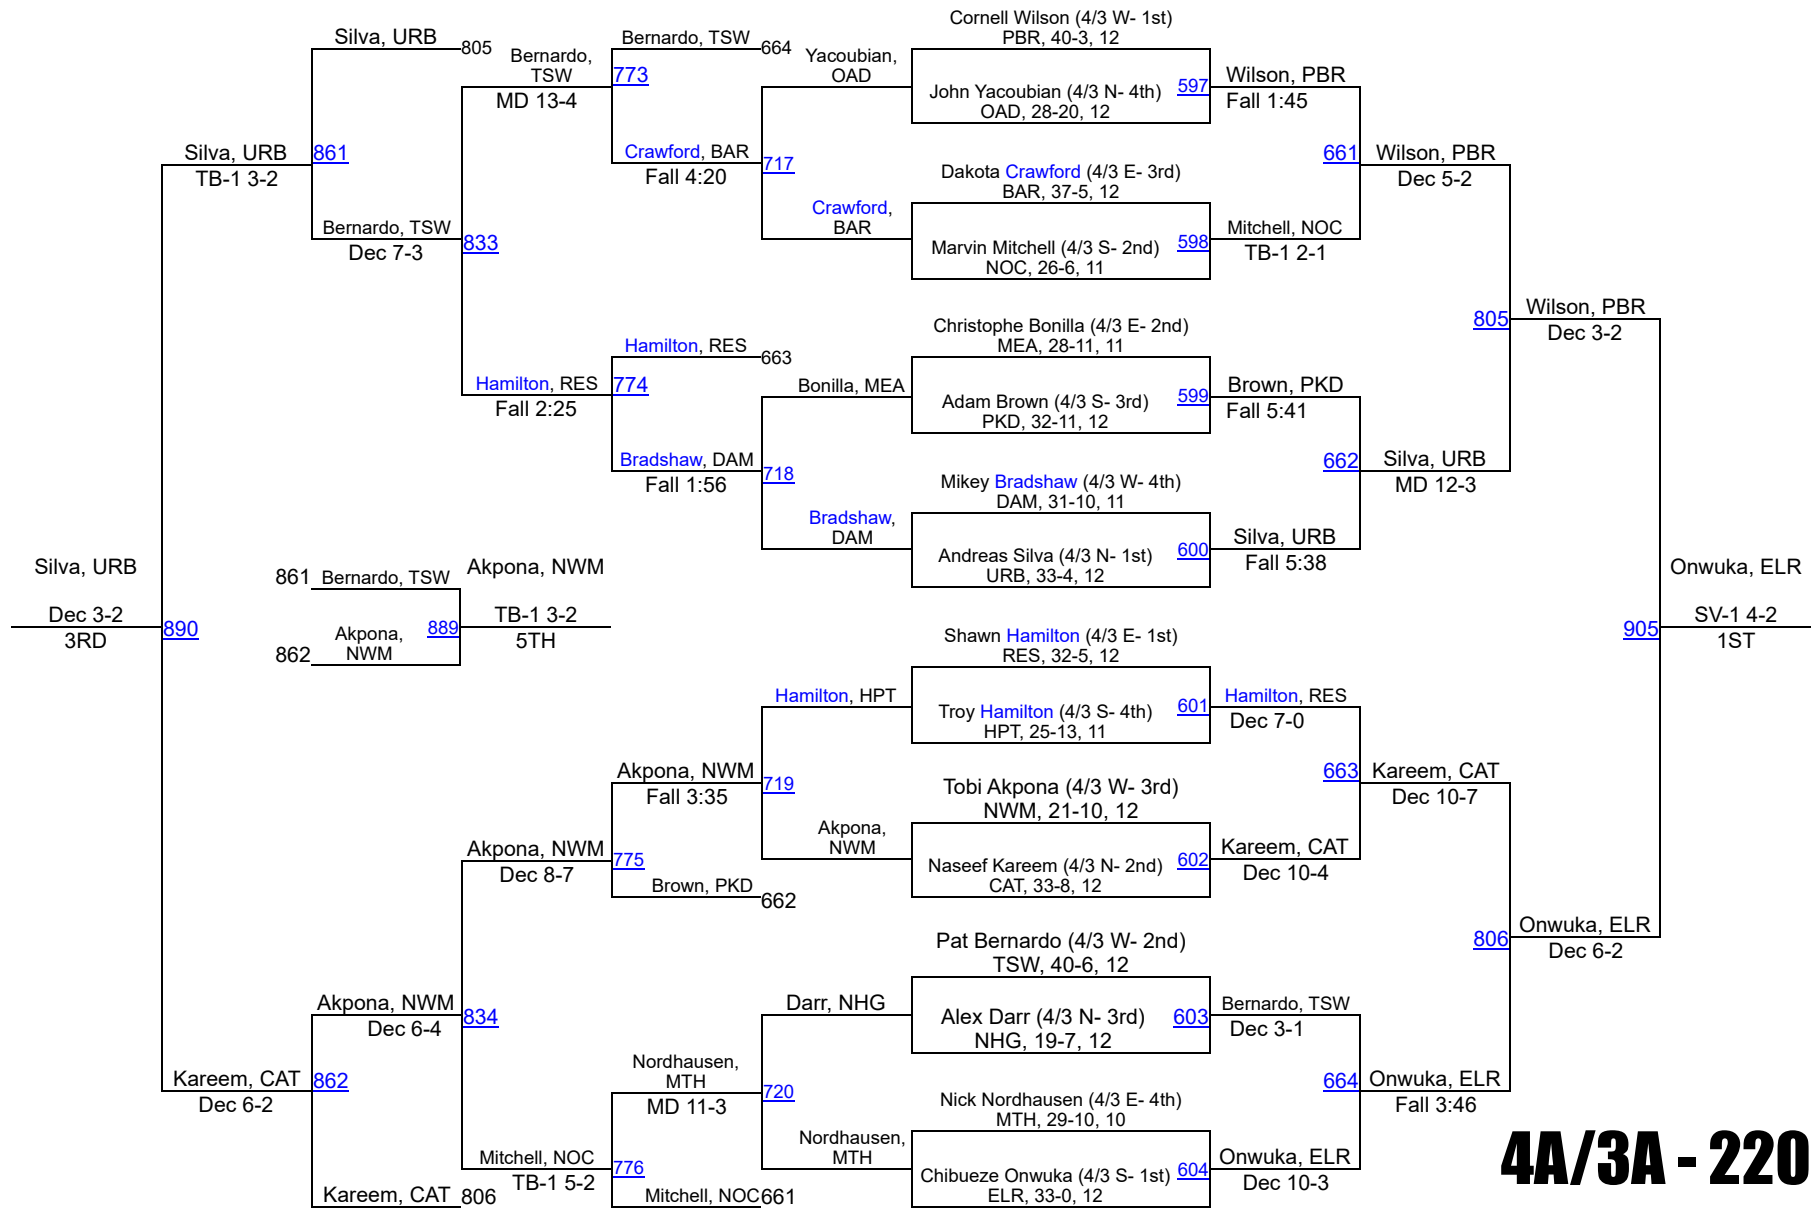 Silva, URB
805
861
Silva, URB
TB-1 3-2
Bernardo, TSW
Dec 7-3
Bernardo,
TSW
MD 13-4
833
Hamilton, RES
Fall 2:25
Bernardo, TSW
664
773
Crawford, BAR
Fall 4:20
Hamilton, RES
663
774
Bradshaw, DAM
Fall 1:56
Yacoubian,
OAD
717
Crawford,
BAR
Bonilla, MEA
718
Bradshaw,
DAM
Cornell Wilson (4/3 W- 1st)
PBR, 40-3, 12
John Yacoubian (4/3 N- 4th)
OAD, 28-20, 12
597
Dakota Crawford (4/3 E- 3rd)
BAR, 37-5, 12
Marvin Mitchell (4/3 S- 2nd)
NOC, 26-6, 11
598
Christophe Bonilla (4/3 E- 2nd)
MEA, 28-11, 11
Adam Brown (4/3 S- 3rd)
PKD, 32-11, 12
599
Mikey Bradshaw (4/3 W- 4th)
DAM, 31-10, 11
Andreas Silva (4/3 N- 1st)
URB, 33-4, 12
600
Wilson, PBR
Fall 1:45
661
Mitchell, NOC
TB-1 2-1
Brown, PKD
Fall 5:41
662
Silva, URB
Fall 5:38
Wilson, PBR
Dec 5-2
805
Silva, URB
MD 12-3
Wilson, PBR
Dec 3-2
Silva, URB
Dec 3-2
3RD
890
861
Bernardo, TSW
862
Akpona,
NWM
889
Akpona, NWM
TB-1 3-2
5TH
Onwuka, ELR
905
SV-1 4-2
1ST
Shawn Hamilton (4/3 E- 1st)
RES, 32-5, 12
Troy Hamilton (4/3 S- 4th)
HPT, 25-13, 11
601
Tobi Akpona (4/3 W- 3rd)
NWM, 21-10, 12
Naseef Kareem (4/3 N- 2nd)
CAT, 33-8, 12
602
Pat Bernardo (4/3 W- 2nd)
TSW, 40-6, 12
Alex Darr (4/3 N- 3rd)
NHG, 19-7, 12
603
Nick Nordhausen (4/3 E- 4th)
MTH, 29-10, 10
Chibueze Onwuka (4/3 S- 1st)
ELR, 33-0, 12
604
Hamilton, HPT
719
Akpona,
NWM
Darr, NHG
720
Nordhausen,
MTH
Akpona, NWM
Fall 3:35
775
Brown, PKD
662
Nordhausen,
MTH
MD 11-3
776
Mitchell, NOC
661
Akpona, NWM
Dec 8-7
834
Mitchell, NOC
TB-1 5-2
Akpona, NWM
Dec 6-4
862
Kareem, CAT
806
Kareem, CAT
Dec 6-2
Hamilton, RES
Dec 7-0
663
Kareem, CAT
Dec 10-4
Bernardo, TSW
Dec 3-1
664
Onwuka, ELR
Dec 10-3
Kareem, CAT
Dec 10-7
806
Onwuka, ELR
Fall 3:46
Onwuka, ELR
Dec 6-2
4A/3A - 220